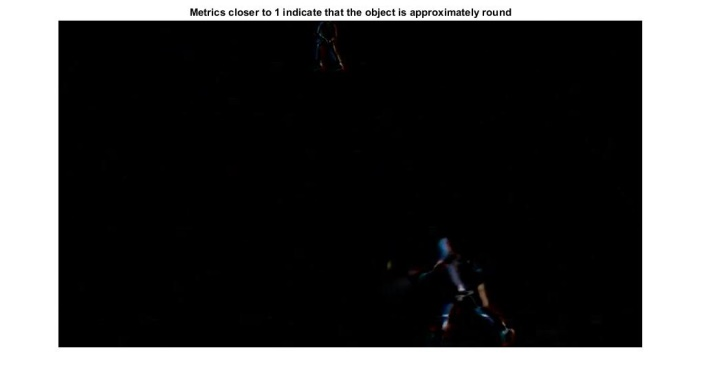 Metrics closer to 1 indicate that the object is approximately round